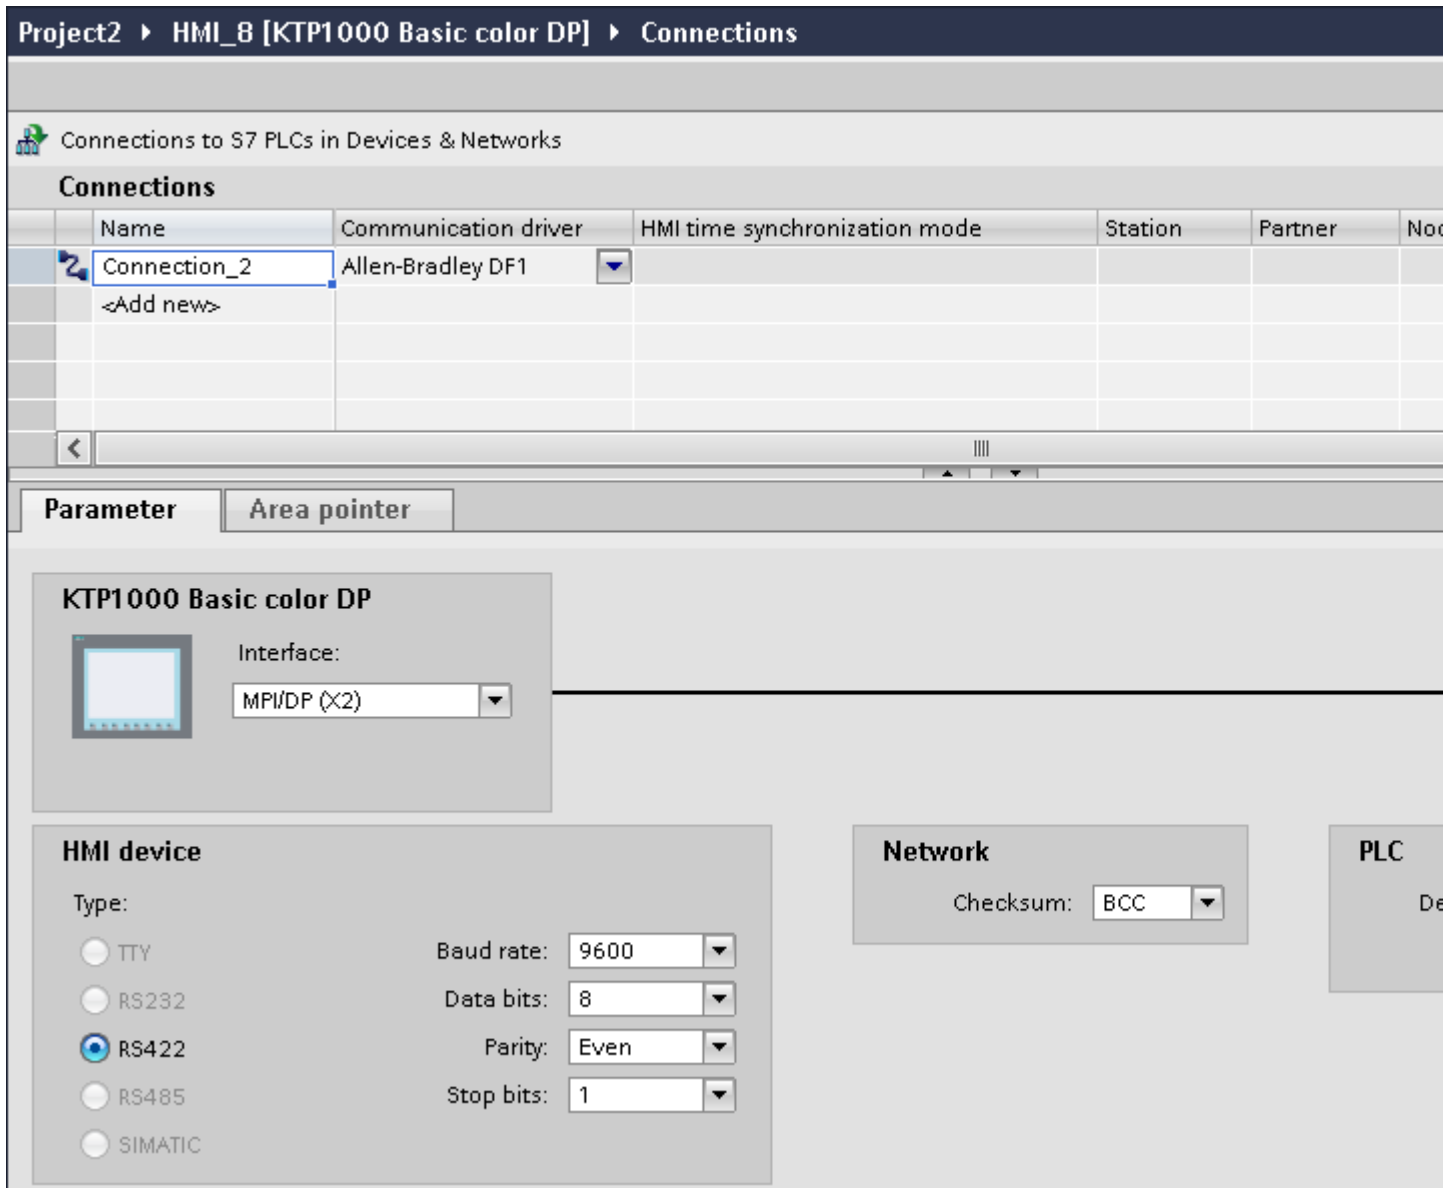 Project2 ▸ HMI_8 [KTP1000 Basic color DP] ▸ Connections
Connections to S7 PLCs in Devices & Networks
Connections
Name Communication driver HMI time synchronization mode Station Partner
Connection_2 Allen-Bradley DF1
<Add new>
Parameter Area pointer
KTP1000 Basic color DP
Interface:
MPI/DP (X2)
HMI device Network PLC
Type: Checksum: BCC
TTY Baud rate: 9600
RS232 Data bits: 8
RS422 Parity: Even
RS485 Stop bits: 1
SIMATIC